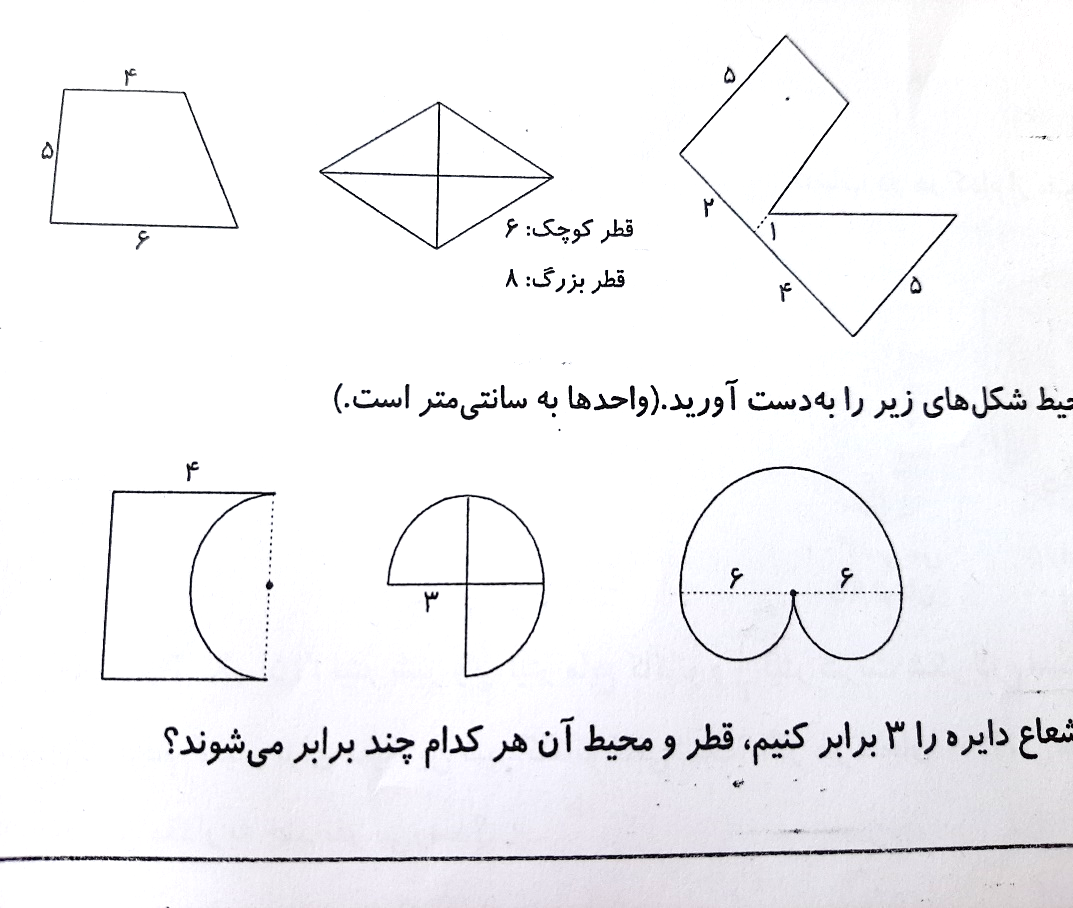 ۴
۵
۶
قطر کوچک: ۶
قطر بزرگ: ۸
۵
۲
۱
۴
۵
شکل‌های زیر را به‌دست آورید.(واحدها به سانتی‌متر است.)
۴
۳
۶ ۶
شعاع دایره را ۳ برابر کنیم، قطر و محیط آن هر کدام چند برابر می‌شوند؟